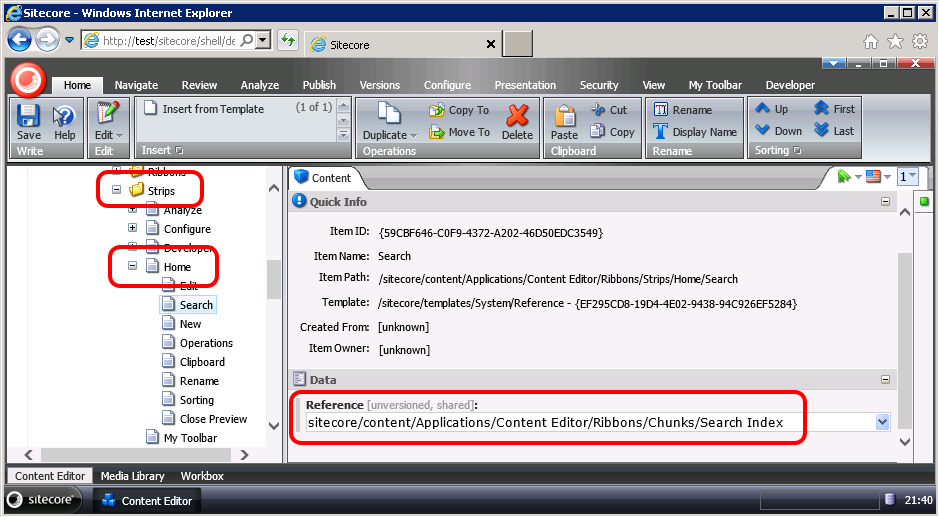 Sitecore - Windows Internet Explorer
http://test/sitecore/shell/de
Sitecore
Home Navigate Review Analyze Publish Versions Configure Presentation Security View My Toolbar Developer
Save Help Edit Insert from Template (1 of 1) Duplicate Copy To Move To Delete Paste Cut Copy Rename Display Name Up Down First Last
Write Edit Insert Operations Clipboard Rename Sorting
Ribbons
Strips
Analyze
Configure
Developer
Home
Edit
Search
New
Operations
Clipboard
Rename
Sorting
Close Preview
My Toolbar
Content 1
Quick Info
Item ID: {59CBF646-C0F9-4372-A202-46D50EDC3549}
Item Name: Search
Item Path: /sitecore/content/Applications/Content Editor/Ribbons/Strips/Home/Search
Template: /sitecore/templates/System/Reference - {EF295CD8-19D4-4E02-9438-94C926EF5284}
Created From: [unknown]
Item Owner: [unknown]
Data
Reference [unversioned, shared]:
sitecore/content/Applications/Content Editor/Ribbons/Chunks/Search Index
Content Editor Media Library Workbox
sitecore Content Editor 21:40